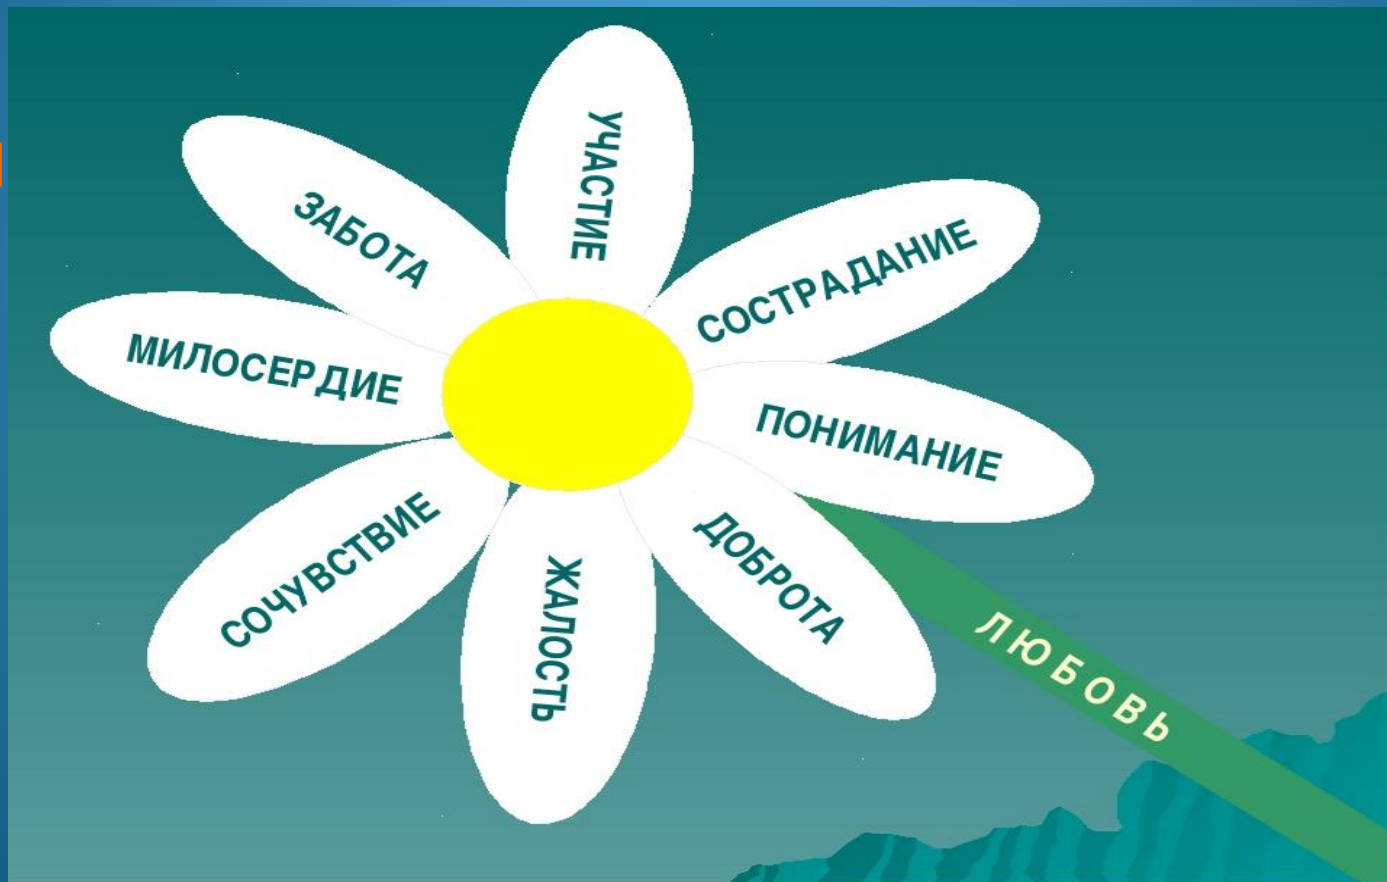 УЧАСТИЕ
СОСТРАДАНИЕ
ПОНИМАНИЕ
ДОБРОТА
ЖАЛОСТЬ
СОЧУВСТВИЕ
МИЛОСЕРДИЕ
ЗАБОТА
ЛЮБОВЬ